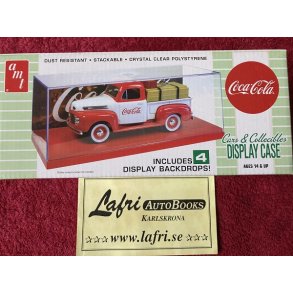 DUST RESISTANT • STACKABLE • CRYSTAL CLEAR POLYSTYRENE
amt
Coca-Cola
Coca-Cola
Cars & Collectibles
DISPLAY CASE
AGES 14 & UP
INCLUDES 4
DISPLAY BACKDROPS!
Lafri AUTOBOOKS
KARLSKRONA
☆☆☆ www.lafri.se ☆☆☆